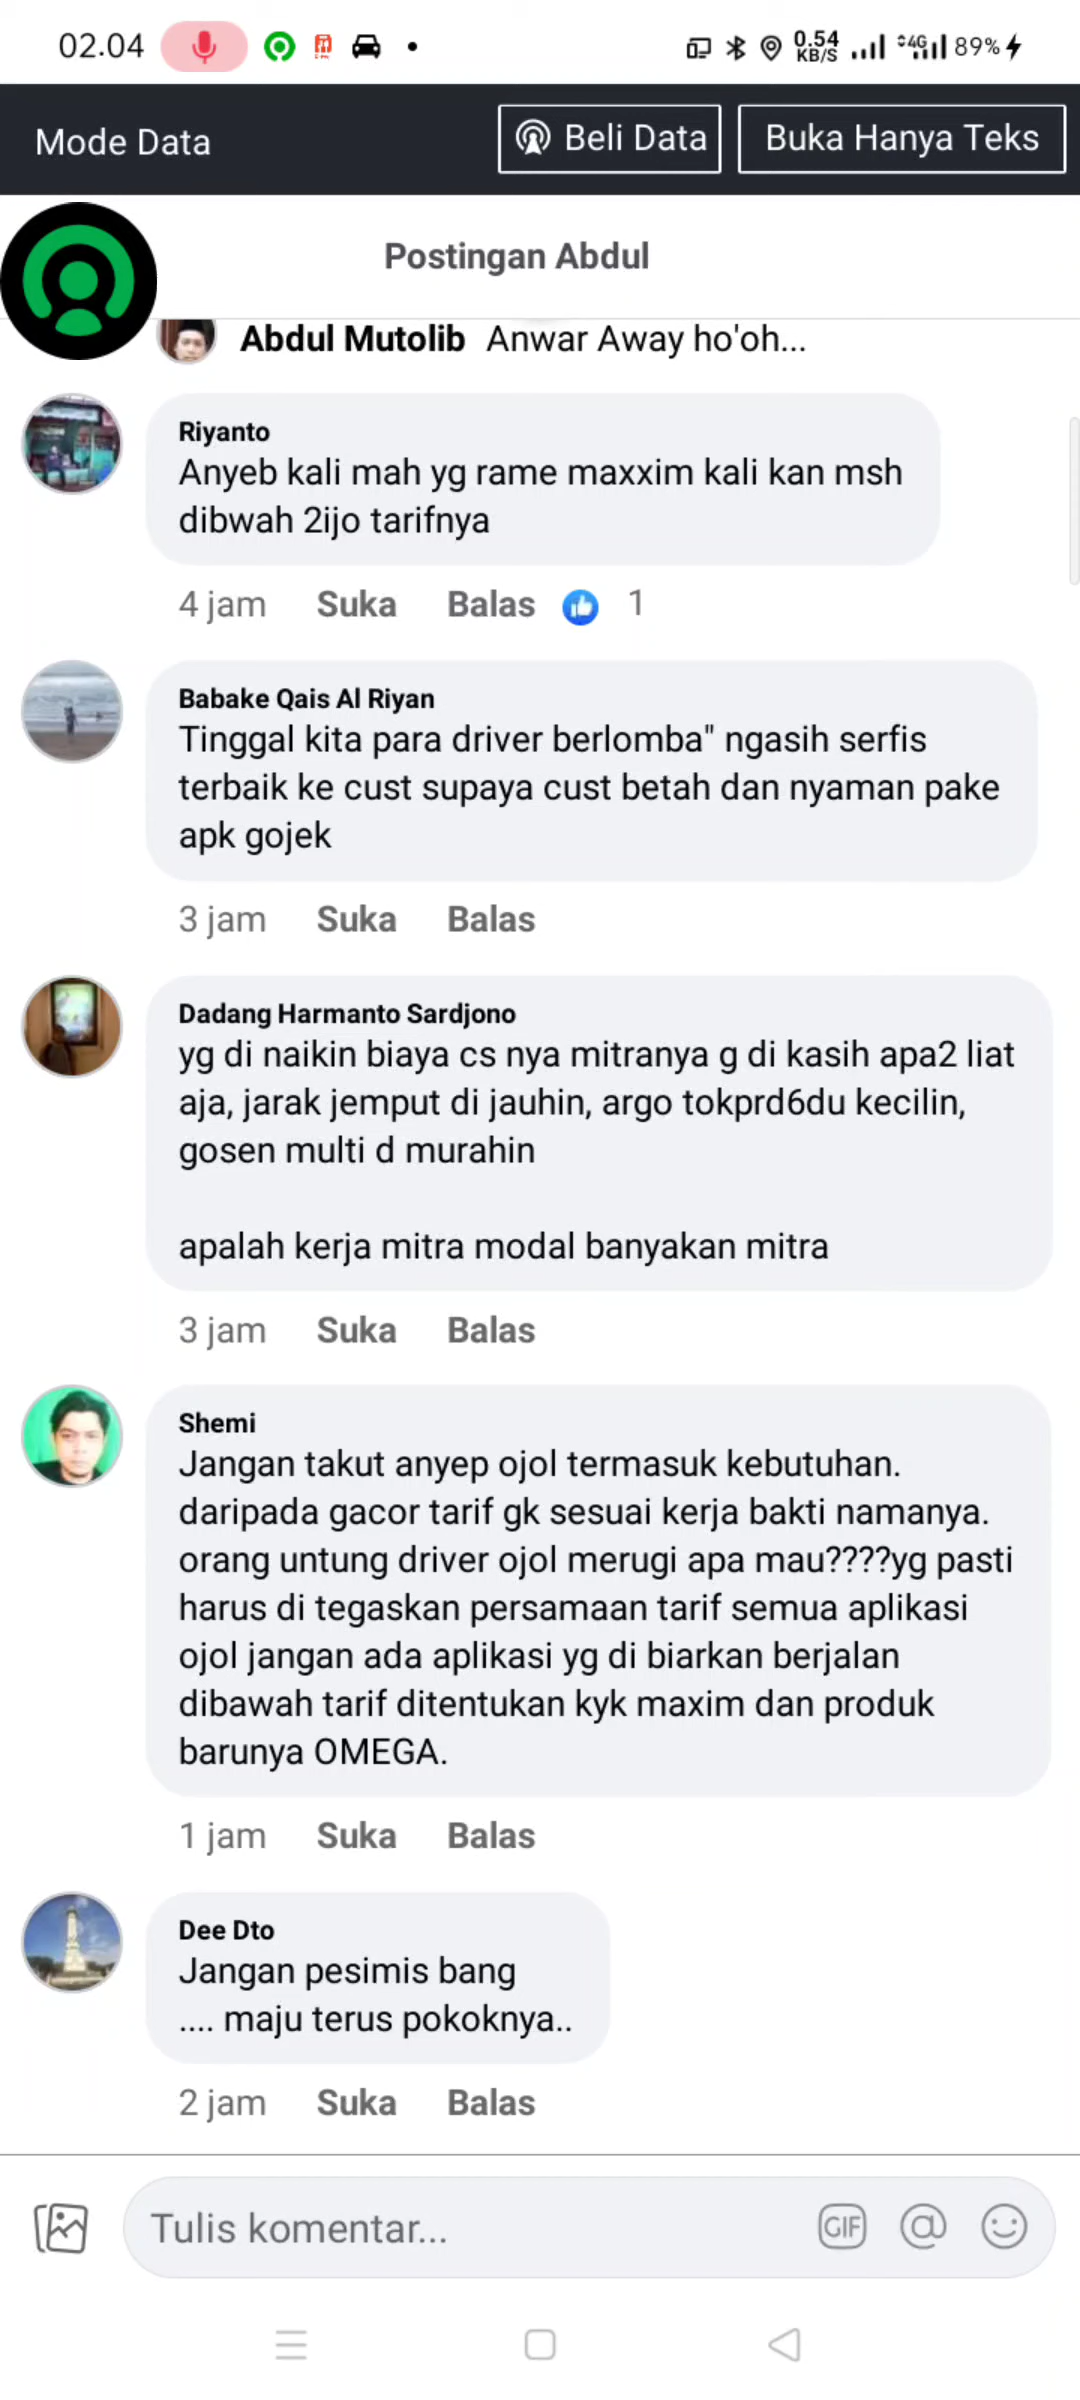 02.04
0.54
KB/S
4G
89%
Mode Data
Beli Data
Buka Hanya Teks
Postingan Abdul
Abdul Mutolib Anwar Away ho'oh...
Riyanto
Anyeb kali mah yg rame maxxim kali kan msh
dibwah 2ijo tarifnya
4 jam Suka Balas 1
Babake Qais Al Riyan
Tinggal kita para driver berlomba" ngasih serfis
terbaik ke cust supaya cust betah dan nyaman pake
apk gojek
3 jam Suka Balas
Dadang Harmanto Sardjono
yg di naikin biaya cs nya mitranya g di kasih apa2 liat
aja, jarak jemput di jauhin, argo tokprd6du kecilin,
gosen multi d murahin
apalah kerja mitra modal banyakan mitra
3 jam Suka Balas
Shemi
Jangan takut anyep ojol termasuk kebutuhan.
daripada gacor tarif gk sesuai kerja bakti namanya.
orang untung driver ojol merugi apa mau????yg pasti
harus di tegaskan persamaan tarif semua aplikasi
ojol jangan ada aplikasi yg di biarkan berjalan
dibawah tarif ditentukan kyk maxim dan produk
barunya OMEGA.
1 jam Suka Balas
Dee Dto
Jangan pesimis bang
.... maju terus pokoknya..
2 jam Suka Balas
Tulis komentar...
GIF